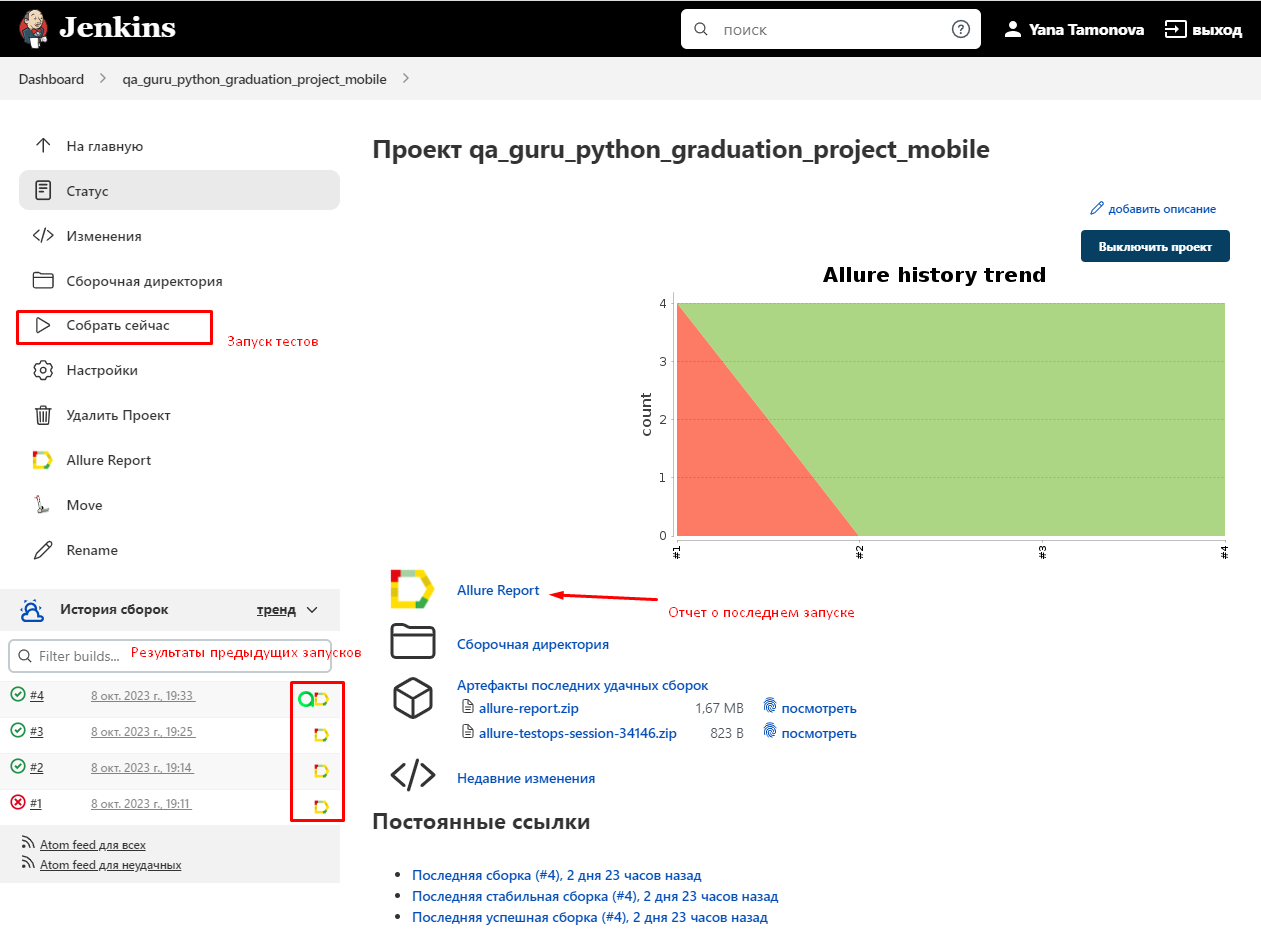 Jenkins
поиск
Yana Tamonova
выход
Dashboard
qa_guru_python_graduation_project_mobile
На главную
Статус
Изменения
Сборочная директория
Собрать сейчас
Запуск тестов
Настройки
Удалить Проект
Allure Report
Move
Rename
История сборок
тренд
Filter builds...
Результаты предыдущих запусков
#4
8 окт. 2023 г., 19:33
#3
8 окт. 2023 г., 19:25
#2
8 окт. 2023 г., 19:14
#1
8 окт. 2023 г., 19:11
Atom feed для всех
Atom feed для неудачных
Проект qa_guru_python_graduation_project_mobile
добавить описание
Выключить проект
Allure history trend
count
4
3
2
1
0
#1
#2
#3
#4
Allure Report
Отчет о последнем запуске
Сборочная директория
Артефакты последних удачных сборок
allure-report.zip 1,67 MB посмотреть
allure-testops-session-34146.zip 823 B посмотреть
Недавние изменения
Постоянные ссылки
Последняя сборка (#4), 2 дня 23 часов назад
Последняя стабильная сборка (#4), 2 дня 23 часов назад
Последняя успешная сборка (#4), 2 дня 23 часов назад